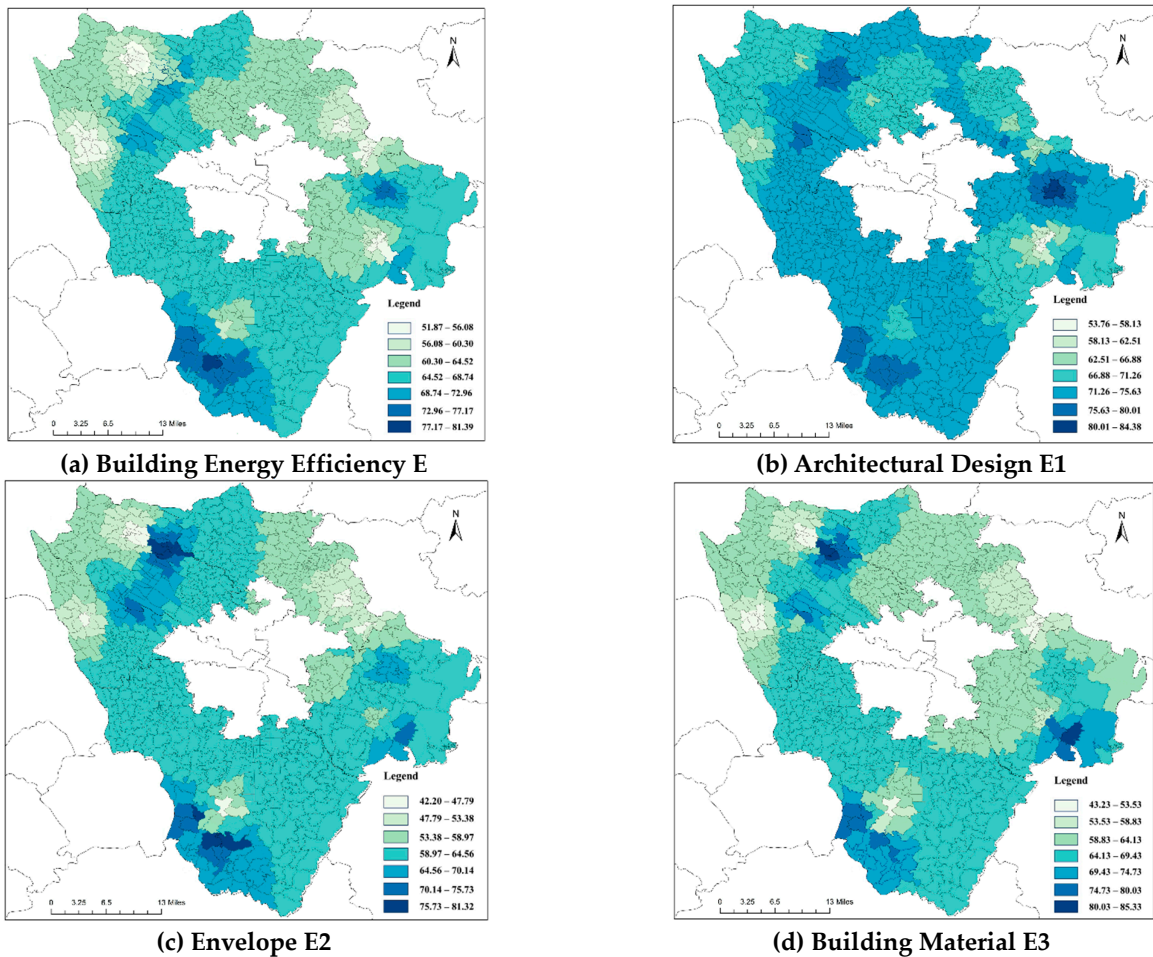 N
Legend
51.87 – 56.08
56.08 – 60.30
60.30 – 64.52
64.52 – 68.74
68.74 – 72.96
72.96 – 77.17
77.17 – 81.39
0 3.25 6.5 13 Miles
(a) Building Energy Efficiency E
N
Legend
53.76 – 58.13
58.13 – 62.51
62.51 – 66.88
66.88 – 71.26
71.26 – 75.63
75.63 – 80.01
80.01 – 84.38
0 3.25 6.5 13 Miles
(b) Architectural Design E1
N
Legend
42.20 – 47.79
47.79 – 53.38
53.38 – 58.97
58.97 – 64.56
64.56 – 70.14
70.14 – 75.73
75.73 – 81.32
0 3.25 6.5 13 Miles
(c) Envelope E2
N
Legend
43.23 – 53.53
53.53 – 58.83
58.83 – 64.13
64.13 – 69.43
69.43 – 74.73
74.73 – 80.03
80.03 – 85.33
0 3.25 6.5 13 Miles
(d) Building Material E3